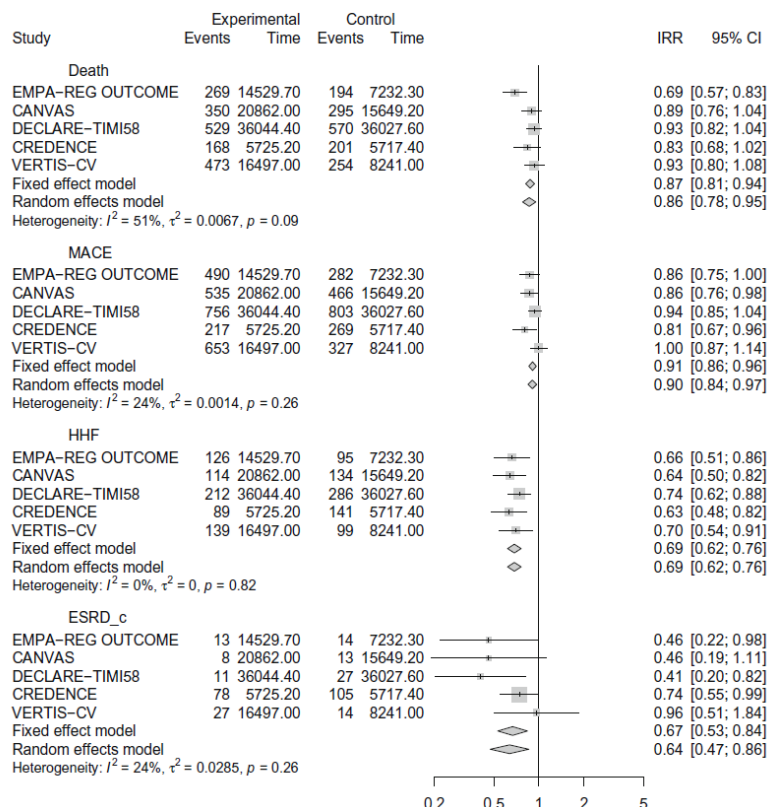 Experimental Control
Study Events Time Events Time IRR 95% CI
Death
EMPA−REG OUTCOME 269 14529.70 194 7232.30 0.69 [0.57; 0.83]
CANVAS 350 20862.00 295 15649.20 0.89 [0.76; 1.04]
DECLARE−TIMI58 529 36044.40 570 36027.60 0.93 [0.82; 1.04]
CREDENCE 168 5725.20 201 5717.40 0.83 [0.68; 1.02]
VERTIS−CV 473 16497.00 254 8241.00 0.93 [0.80; 1.08]
Fixed effect model 0.87 [0.81; 0.94]
Random effects model 0.86 [0.78; 0.95]
Heterogeneity: I² = 51%, τ² = 0.0067, p = 0.09
MACE
EMPA−REG OUTCOME 490 14529.70 282 7232.30 0.86 [0.75; 1.00]
CANVAS 535 20862.00 466 15649.20 0.86 [0.76; 0.98]
DECLARE−TIMI58 756 36044.40 803 36027.60 0.94 [0.85; 1.04]
CREDENCE 217 5725.20 269 5717.40 0.81 [0.67; 0.96]
VERTIS−CV 653 16497.00 327 8241.00 1.00 [0.87; 1.14]
Fixed effect model 0.91 [0.86; 0.96]
Random effects model 0.90 [0.84; 0.97]
Heterogeneity: I² = 24%, τ² = 0.0014, p = 0.26
HHF
EMPA−REG OUTCOME 126 14529.70 95 7232.30 0.66 [0.51; 0.86]
CANVAS 114 20862.00 134 15649.20 0.64 [0.50; 0.82]
DECLARE−TIMI58 212 36044.40 286 36027.60 0.74 [0.62; 0.88]
CREDENCE 89 5725.20 141 5717.40 0.63 [0.48; 0.82]
VERTIS−CV 139 16497.00 99 8241.00 0.70 [0.54; 0.91]
Fixed effect model 0.69 [0.62; 0.76]
Random effects model 0.69 [0.62; 0.76]
Heterogeneity: I² = 0%, τ² = 0, p = 0.82
ESRD_c
EMPA−REG OUTCOME 13 14529.70 14 7232.30 0.46 [0.22; 0.98]
CANVAS 8 20862.00 13 15649.20 0.46 [0.19; 1.11]
DECLARE−TIMI58 11 36044.40 27 36027.60 0.41 [0.20; 0.82]
CREDENCE 78 5725.20 105 5717.40 0.74 [0.55; 0.99]
VERTIS−CV 27 16497.00 14 8241.00 0.96 [0.51; 1.84]
Fixed effect model 0.67 [0.53; 0.84]
Random effects model 0.64 [0.47; 0.86]
Heterogeneity: I² = 24%, τ² = 0.0285, p = 0.26
0.2 0.5 1 2 5